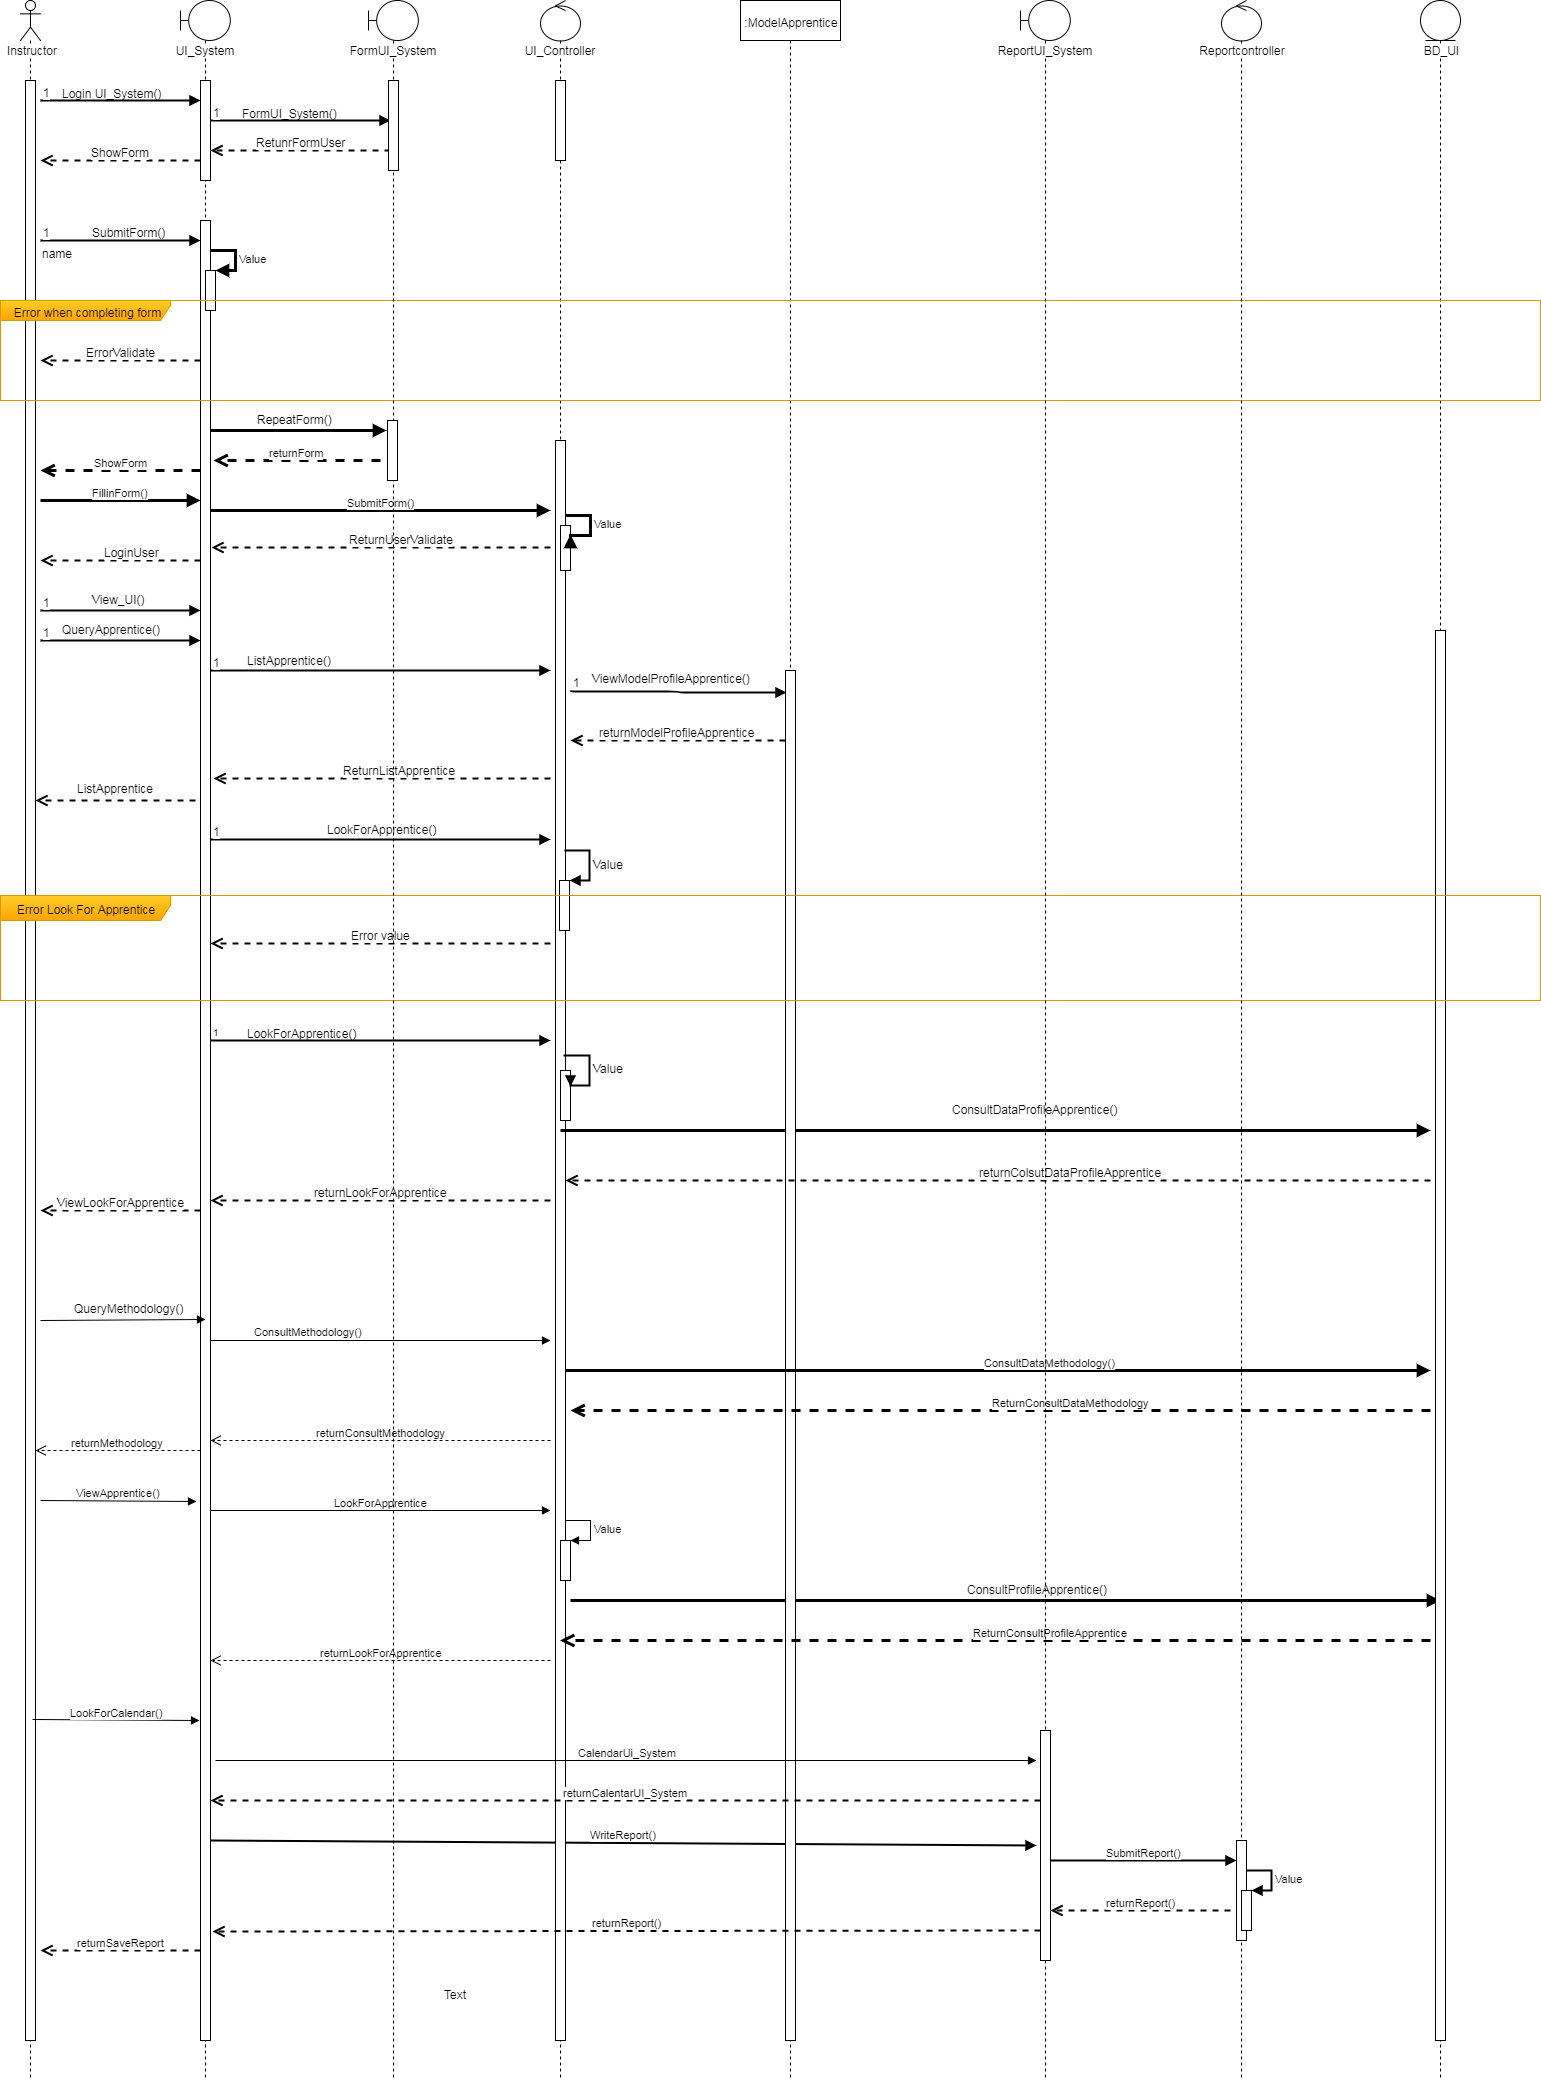 Instructor
UI_System
FormUI_System
UI_Controller
:ModelApprentice
ReportUI_System
Reportcontroller
BD_UI
1
Login UI_System()
1
FormUI_System()
RetunrFormUser
ShowForm
1
SubmitForm()
name
Value
Error when completing form
ErrorValidate
RepeatForm()
returnForm
ShowForm
FillinForm()
SubmitForm()
Value
ReturnUserValidate
LoginUser
1
View_UI()
1
QueryApprentice()
1
ListApprentice()
1
ViewModelProfileApprentice()
returnModelProfileApprentice
ReturnListApprentice
ListApprentice
1
LookForApprentice()
Value
Error Look For Apprentice
Error value
1
LookForApprentice()
Value
ConsultDataProfileApprentice()
returnColsutDataProfileApprentice
returnLookForApprentice
ViewLookForApprentice
QueryMethodology()
ConsultMethodology()
ConsultDataMethodology()
ReturnConsultDataMethodology
returnConsultMethodology
returnMethodology
ViewApprentice()
LookForApprentice
Value
ConsultProfileApprentice()
ReturnConsultProfileApprentice
returnLookForApprentice
LookForCalendar()
CalendarUi_System
returnCalentarUI_System
WriteReport()
SubmitReport()
Value
returnReport()
returnReport()
returnSaveReport
Text